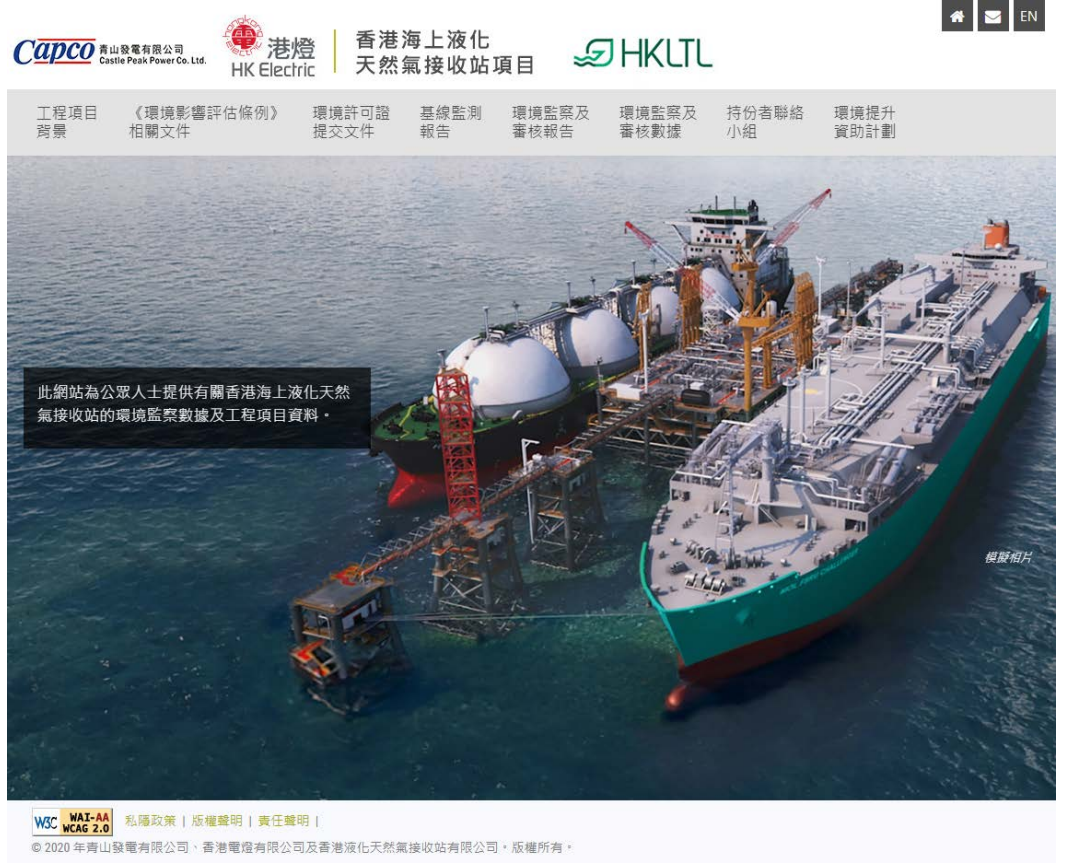 EN
Capco 青山發電有限公司
Castle Peak Power Co. Ltd.
hongkong
electric
港燈
HK Electric
香港海上液化
天然氣接收站項目
HKLTL
工程項目
背景
《環境影響評估條例》
相關文件
環境許可證
提交文件
基線監測
報告
環境監察及
審核報告
環境監察及
審核數據
持份者聯絡
小組
環境提升
資助計劃
此網站為公眾人士提供有關香港海上液化天然
氣接收站的環境監察數據及工程項目資料。
模擬相片
W3C WAI-AA
WCAG 2.0
私隱政策 | 版權聲明 | 責任聲明 |
© 2020 年青山發電有限公司、香港電燈有限公司及香港液化天然氣接收站有限公司。版權所有。